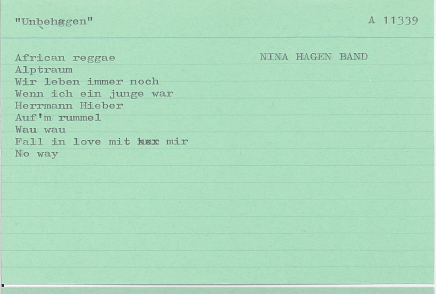 "Unbehagen" A 11339
African reggae NINA HAGEN BAND
Alptraum
Wir leben immer noch
Wenn ich ein junge war
Herrmann Hieber
Auf'm rummel
Wau wau
Fall in love mit mir
No way